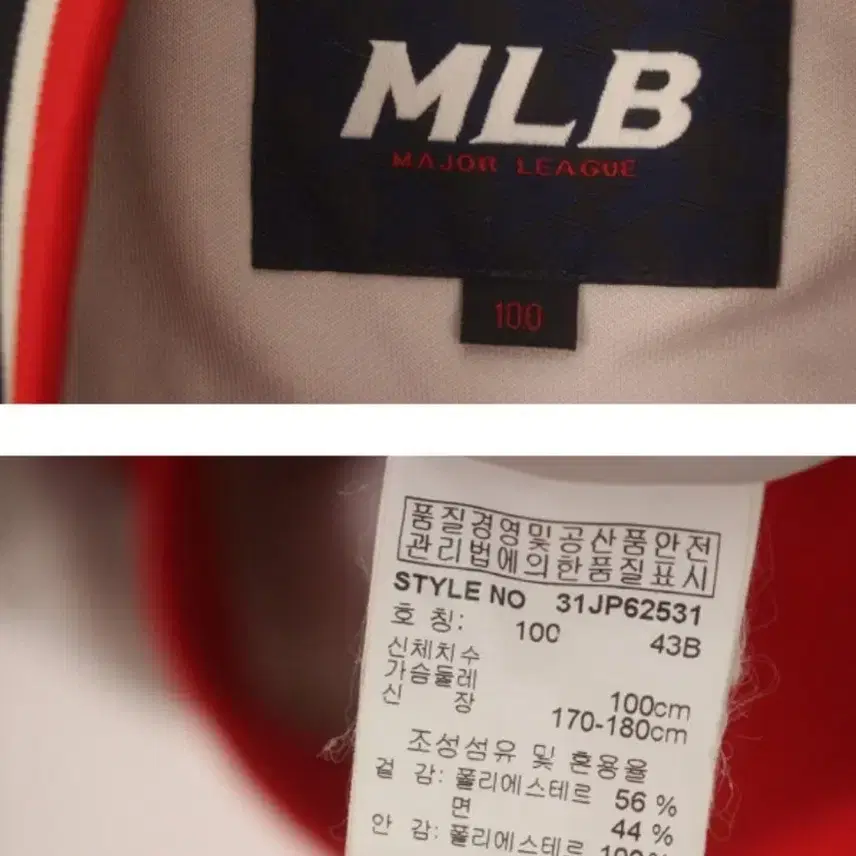 MLB
MAJOR LEAGUE
100
품질경영및공산품안전
관리법에의한품질표시
STYLE NO 31JP62531
호 칭: 100 43B
신체치수
가슴둘레 100cm
신 장 170-180cm
조성섬유 및 혼용율
겉 감: 폴리에스테르 56 %
면 44 %
안 감: 폴리에스테르 100%